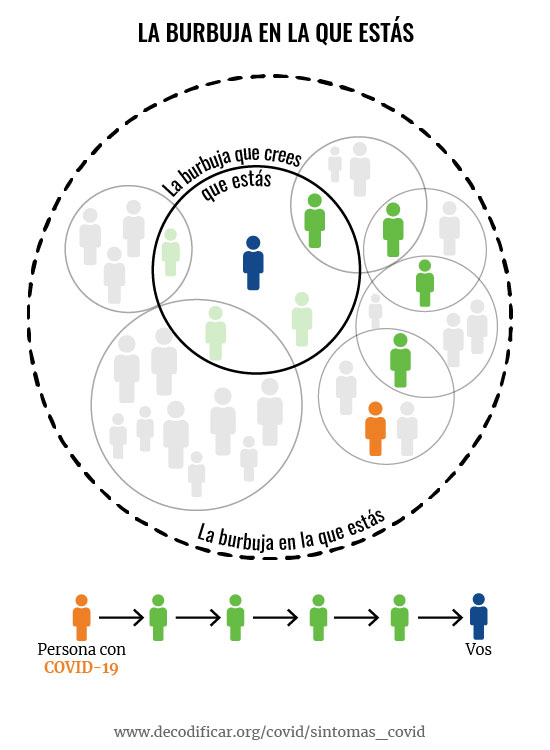 LA BURBUJA EN LA QUE ESTÁS
La burbuja que crees
que estás
La burbuja en la que estás
Persona con
COVID-19
Vos
www.decodificar.org/covid/sintomas_covid